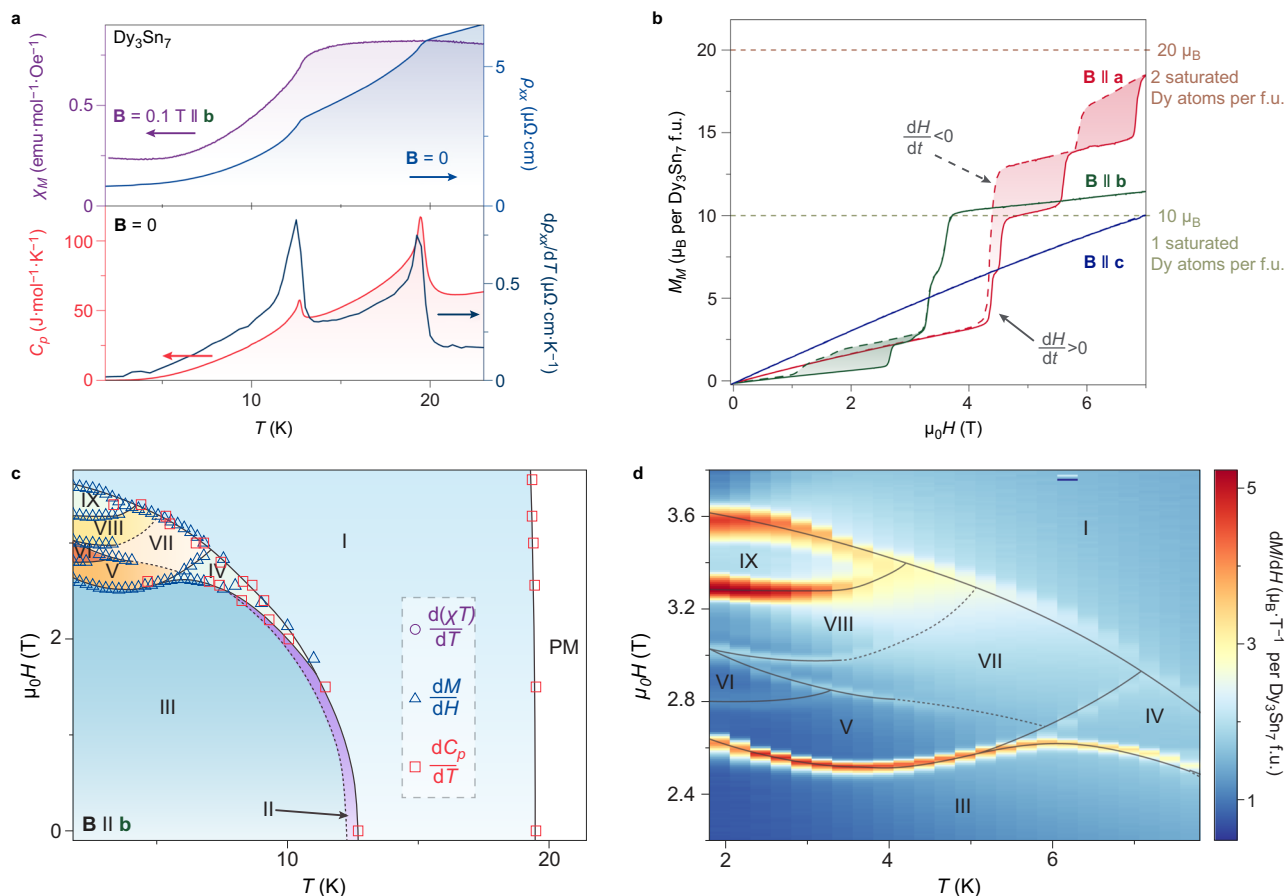 a
Dy₃Sn₇
0.5
0
χM (emu·mol⁻¹·Oe⁻¹)
B = 0.1 T || b
B = 0
6
4
2
0
ρxx (μΩ·cm)
B = 0
100
50
0
Cp (J·mol⁻¹·K⁻¹)
0.5
0
dρxx/dT (μΩ·cm·K⁻¹)
10
20
T (K)
b
20
15
10
5
0
MM (μB per Dy₃Sn₇ f.u.)
20 μB
2 saturated
Dy atoms per f.u.
B || a
dH/dt <0
B || b
10 μB
1 saturated
Dy atoms per f.u.
B || c
dH/dt >0
0
2
4
6
μ₀H (T)
c
IX
VIII
VII
VI
V
IV
I
III
II
PM
d(χT)/dT
dM/dH
dCp/dT
B || b
2
0
μ₀H (T)
10
15
20
T (K)
d
3.6
3.2
2.8
2.4
μ₀H (T)
I
IX
VIII
VII
VI
V
IV
III
2
4
6
T (K)
5
3
1
dM/dH (μB·T⁻¹ per Dy₃Sn₇ f.u.)